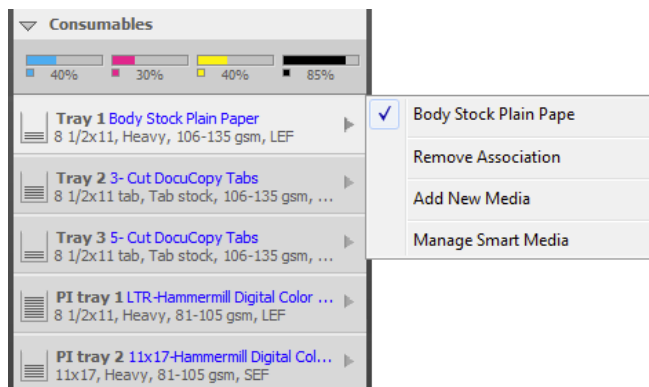 Consumables
40% 30% 40% 85%
Tray 1 Body Stock Plain Paper
8 1/2x11, Heavy, 106-135 gsm, LEF
Tray 2 3- Cut DocuCopy Tabs
8 1/2x11 tab, Tab stock, 106-135 gsm, ...
Tray 3 5- Cut DocuCopy Tabs
8 1/2x11 tab, Tab stock, 106-135 gsm, ...
PI tray 1 LTR-Hammermill Digital Color ...
8 1/2x11, Heavy, 81-105 gsm, LEF
PI tray 2 11x17-Hammermill Digital Col...
11x17, Heavy, 81-105 gsm, SEF
Body Stock Plain Pape
Remove Association
Add New Media
Manage Smart Media